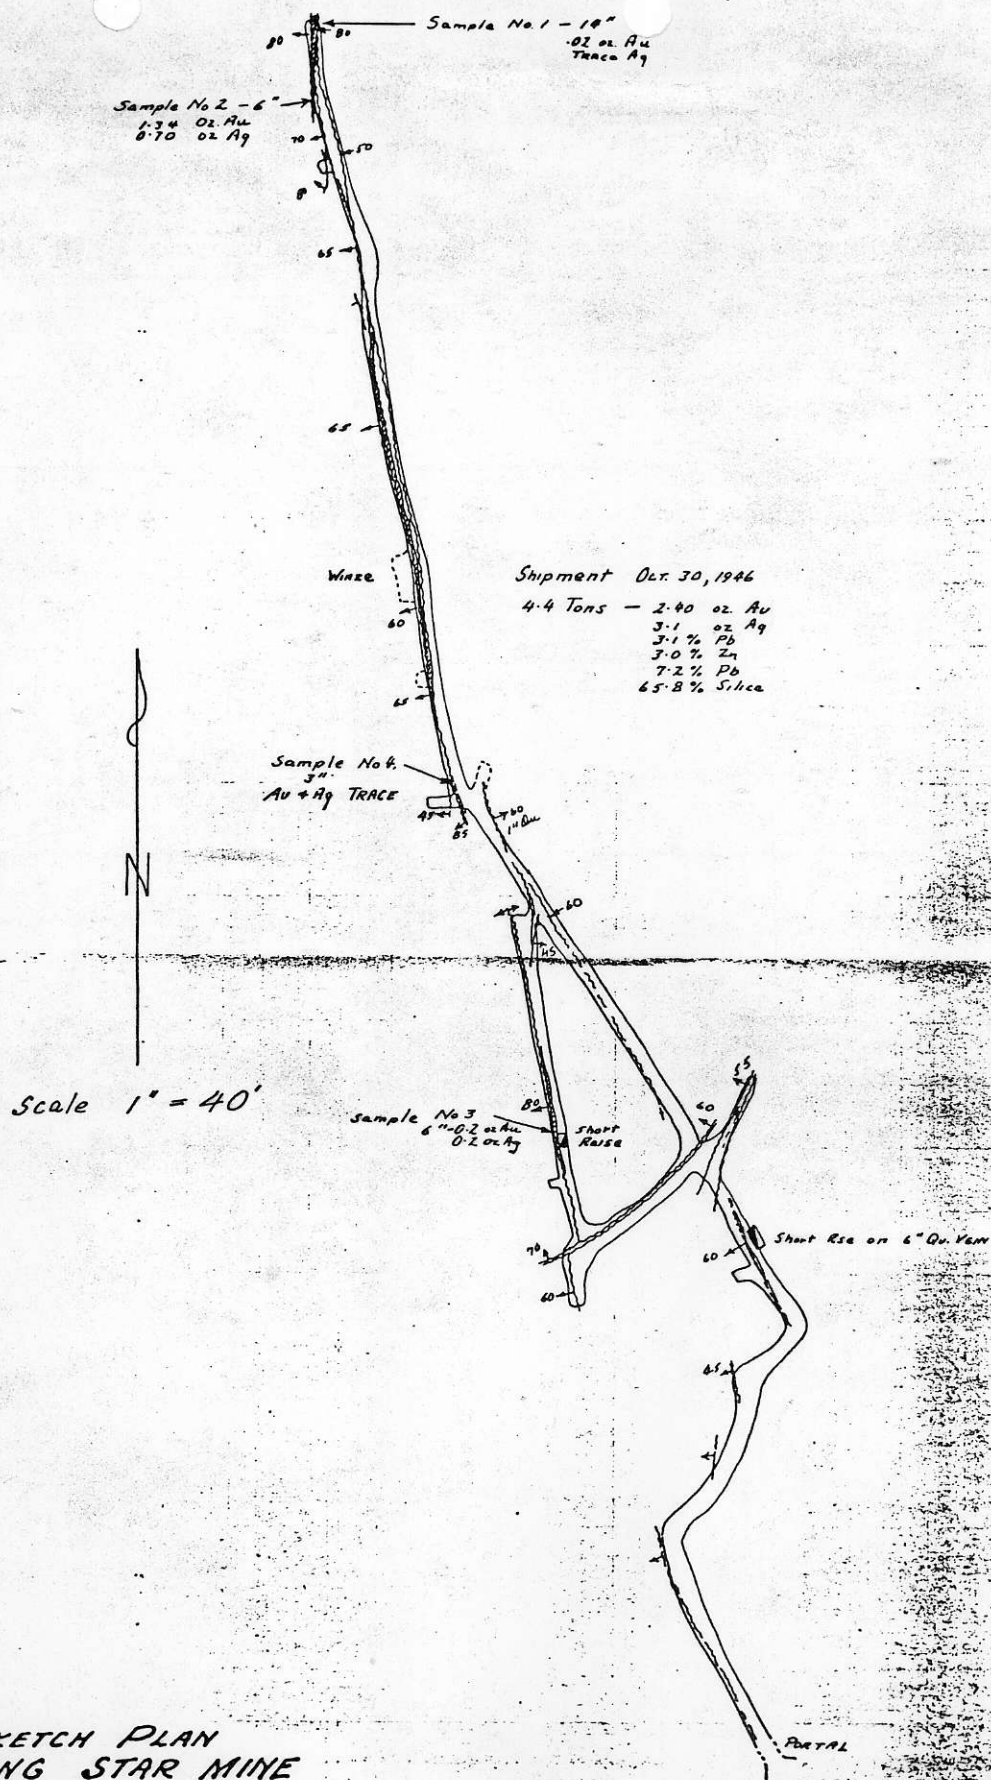 Sample No. 1 - 14"
.02 oz. Au
Trace Ag
80
80
Sample No 2 - 6"
1.34 Oz. Au
0.70 oz Ag
70
50
65
65
Winze
60
65
Shipment Oct. 30, 1946
4.4 Tons - 2.40 oz. Au
3.1 oz Ag
3.1 % Pb
3.0 % Zn
7.2 % Pb
65.8 % Silica
Sample No 4.
3"
Au + Ag TRACE
45
85
60
1" Qu
60
45
N
Scale 1" = 40'
55
60
80
Sample No 3
6" - 0.2 oz Au
0.2 oz Ag
Short
Raise
70
60
Short Rse on 6" Qu. Vein
60
45
PORTAL
KETCH PLAN
NG STAR MINE